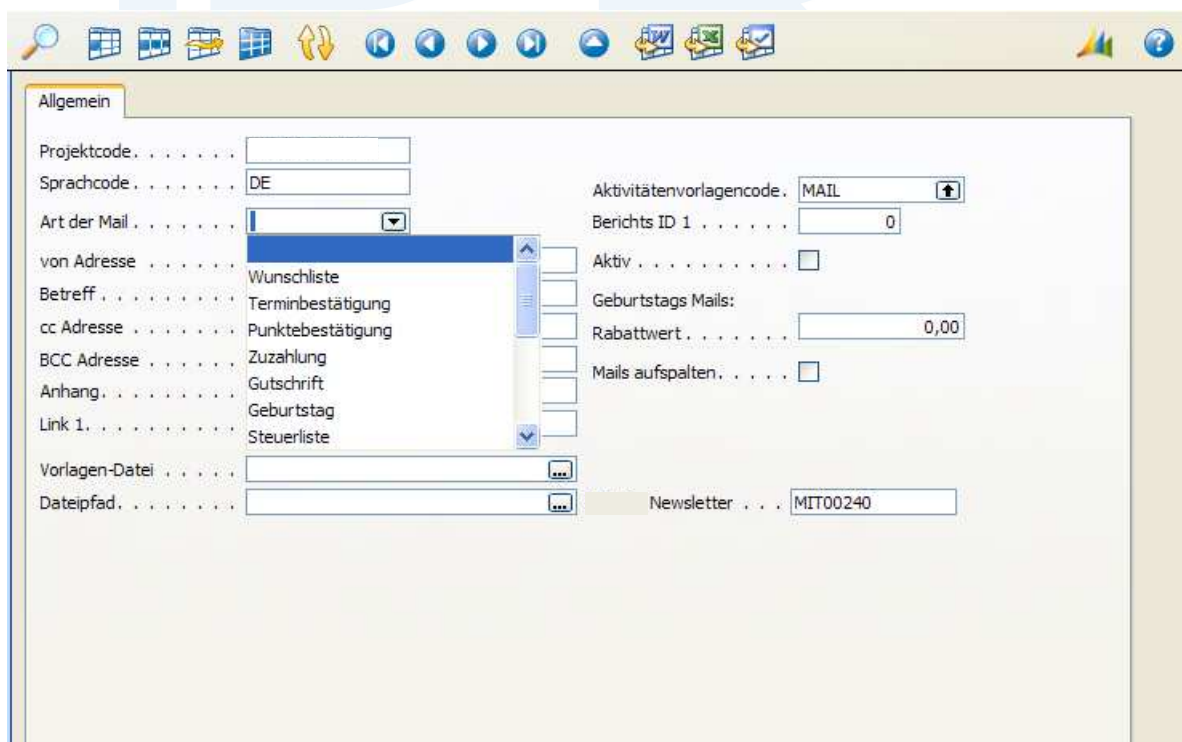 Allgemein
Projektcode. . . . . . .
Sprachcode. . . . . . . DE
Aktivitätenvorlagencode. MAIL
Art der Mail . . . . . . .
Berichts ID 1 . . . . . . 0
von Adresse . . . . . .
Aktiv . . . . . . . . . .
Wunschliste
Betreff . . . . . . . . .
Terminbestätigung
Geburtstags Mails:
cc Adresse . . . . . . .
Punktebestätigung
Rabattwert . . . . . . . 0,00
BCC Adresse . . . . . .
Zuzahlung
Mails aufspalten. . . . .
Anhang. . . . . . . . .
Gutschrift
Geburtstag
Link 1. . . . . . . . . .
Steuerliste
Vorlagen-Datei . . . . .
Dateipfad. . . . . . . .
Newsletter . . . MIT00240